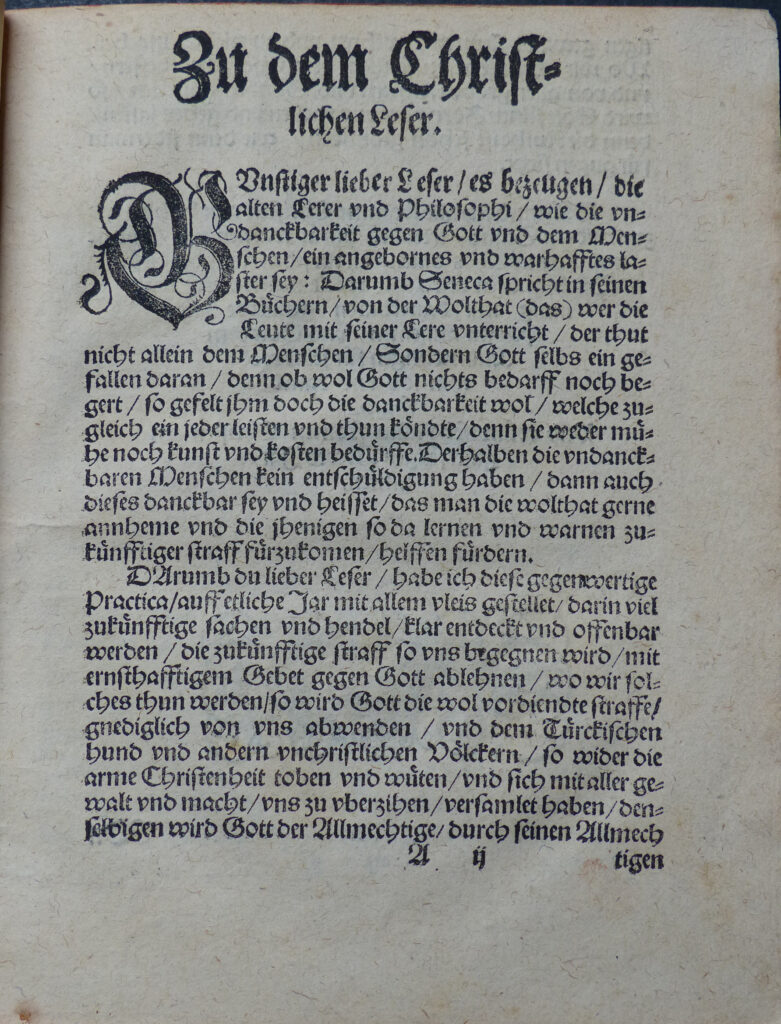 Zu dem Christ-
lichen Leser.
GVnstiger lieber Leser / es bezeugen / die
alten Lerer vnd Philosophi / wie die vn-
danckbarkeit gegen Gott vnd dem Men-
schen / ein angebornes vnd warhafftes la-
ster sey: Darumb Seneca spricht in seinen
Büchern / von der Wolthat (das) wer die
Leute mit seiner Lere vnterricht / der thut
nicht allein dem Menschen / Sondern Gott selbs ein ge-
fallen daran / denn ob wol Gott nichts bedarff noch be-
gert / so gefelt jhm doch die danckbarkeit wol / welche zu-
gleich ein jeder leisten vnd thun köndte / denn sie weder mü-
he noch kunst vnd kosten bedürffe. Derhalben die vndanck-
baren Menschen kein entschüldigung haben / dann auch
dieses danckbar sey vnd heisset / das man die wolthat gerne
annheme vnd die jhenigen so da lernen vnd warnen zu-
künfftiger straff fürzukomen / helffen fürdern.
DArumb du lieber Leser / habe ich diese gegenwertige
Practica / auff etliche Jar mit allem vleis gestellet / darin viel
zukünfftige sachen vnd hendel / klar entdeckt vnd offenbar
werden / die zukünfftige straff so vns begegnen wird / mit
ernsthafftigem Gebet gegen Gott ablehnen / wo wir sol-
ches thun werden / so wird Gott die wol vordiendte straffe /
gnediglich von vns abwenden / vnd dem Türckischen
hund vnd andern vnchristlichen Völckern / so wider die
arme Christenheit toben vnd wüten / vnd sich mit aller ge-
walt vnd macht / vns zu vberzihen / versamlet haben / den-
selbigen wird Gott der Allmechtige / durch seinen Allmech
A ij tigen